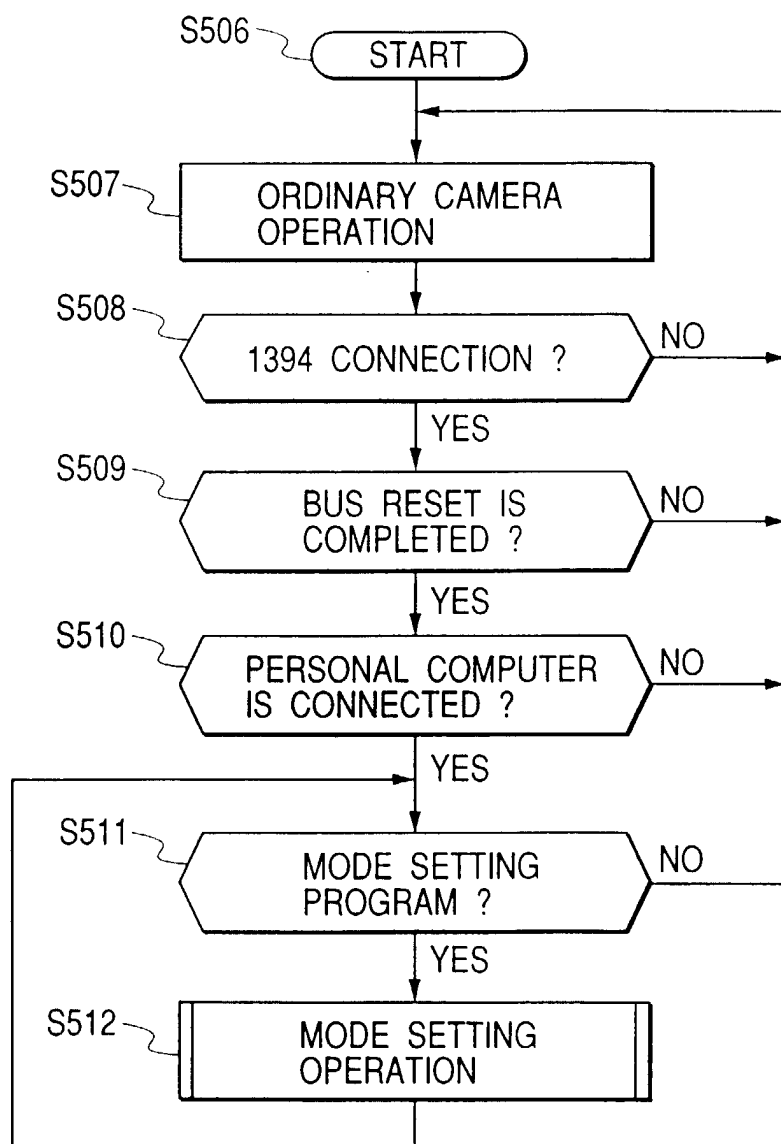 S506
START
S507
ORDINARY CAMERA
OPERATION
S508
1394 CONNECTION ?
NO
YES
S509
BUS RESET IS
COMPLETED ?
NO
YES
S510
PERSONAL COMPUTER
IS CONNECTED ?
NO
YES
S511
MODE SETTING
PROGRAM ?
NO
YES
S512
MODE SETTING
OPERATION